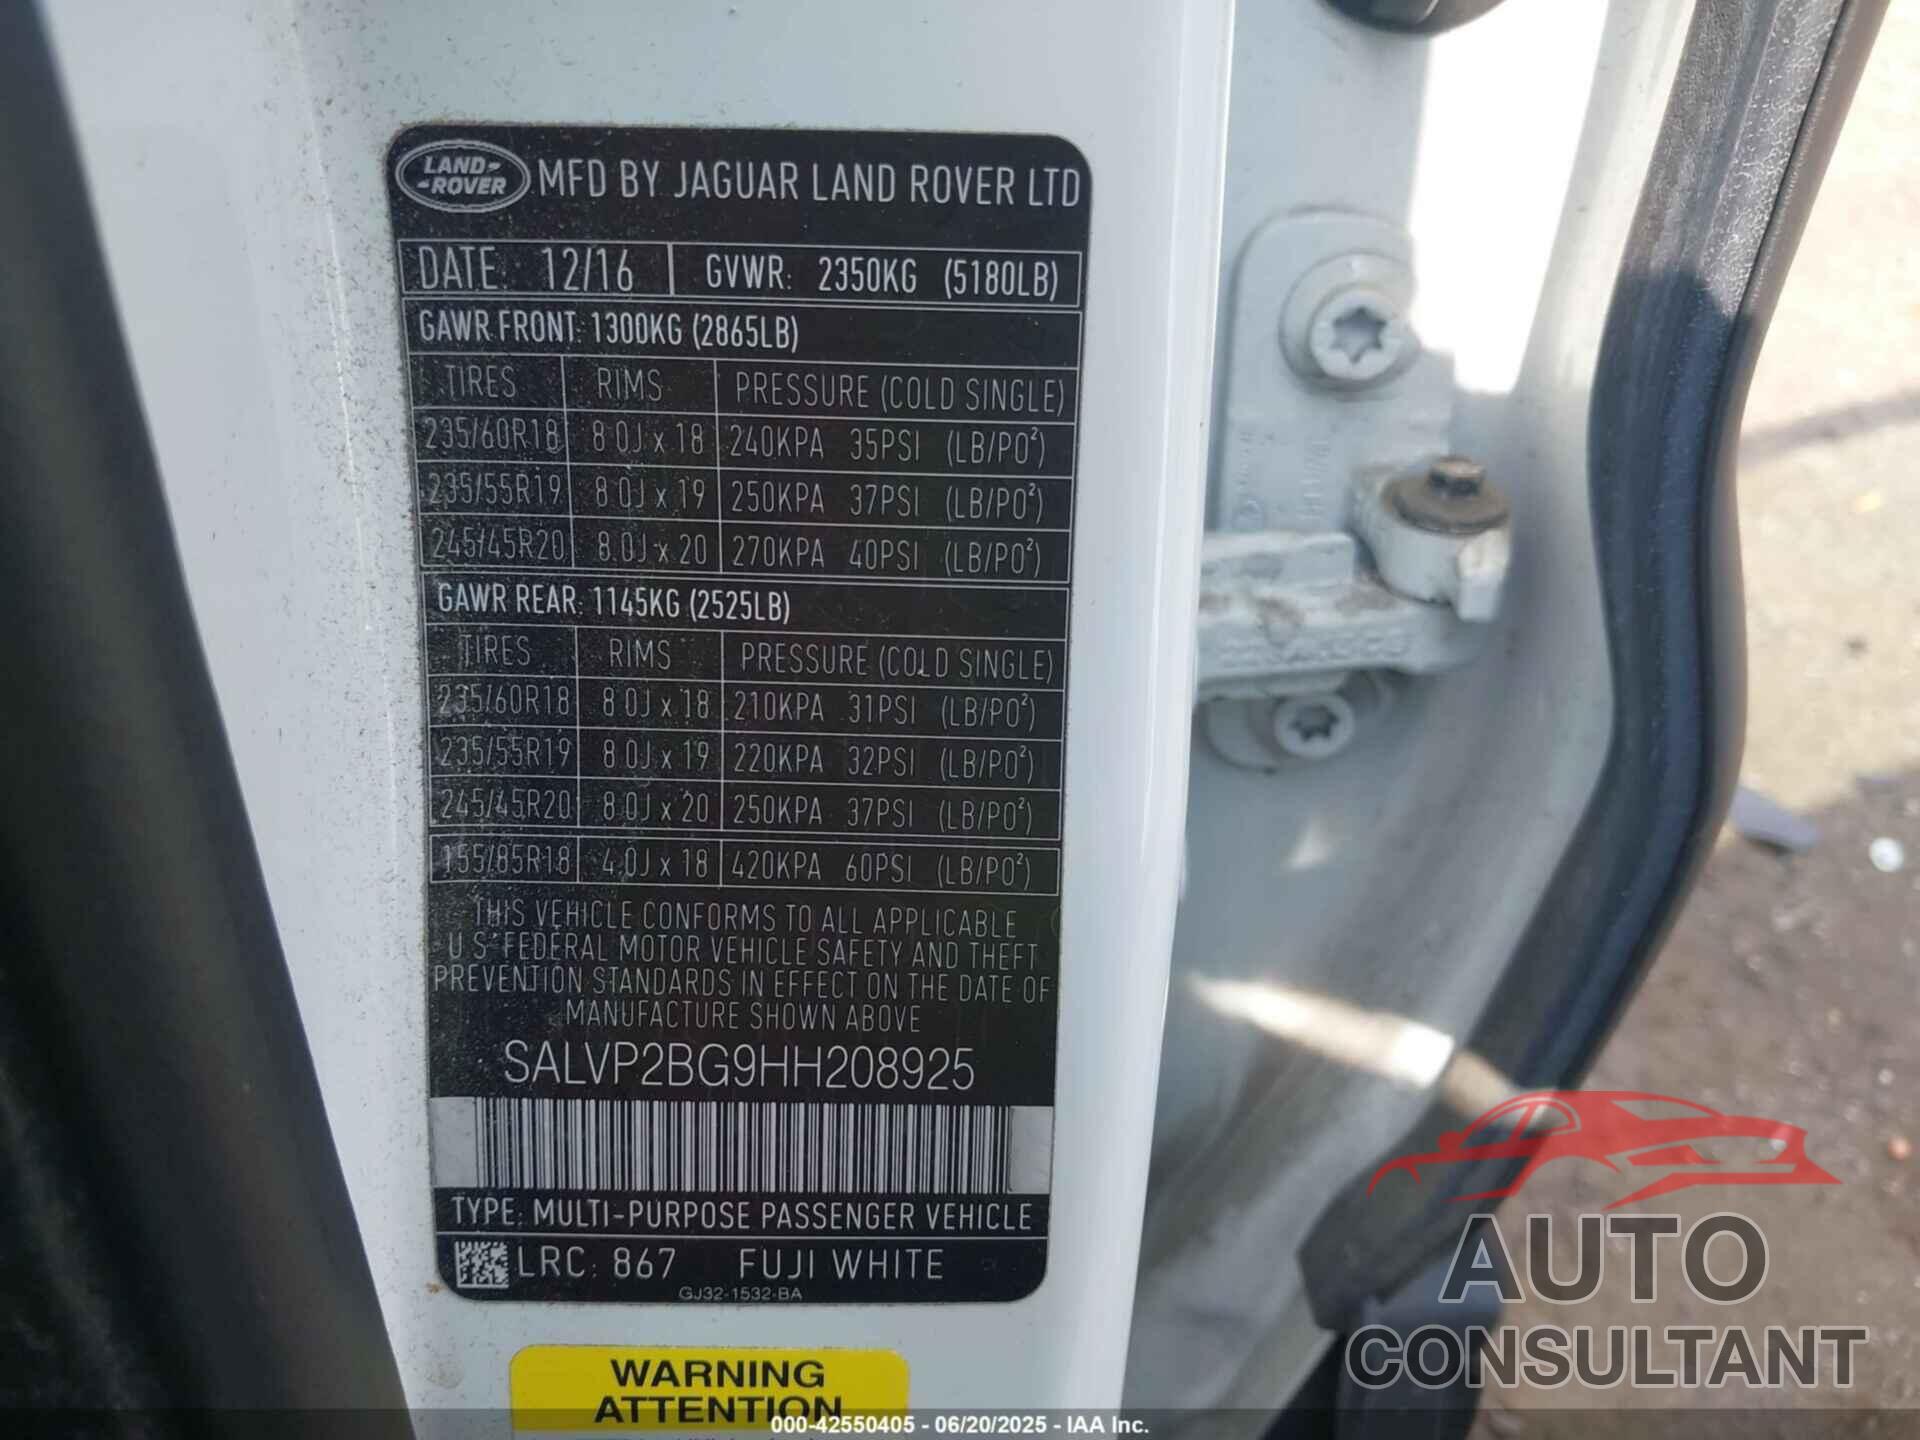 LAND-
-ROVER
MFD BY JAGUAR LAND ROVER LTD
DATE: 12/16 GVWR: 2350KG (5180LB)
GAWR FRONT: 1300KG (2865LB)
TIRES RIMS PRESSURE (COLD SINGLE)
235/60R18 8.0J x 18 240KPA 35PSI (LB/PO²)
235/55R19 8.0J x 19 250KPA 37PSI (LB/PO²)
245/45R20 8.0J x 20 270KPA 40PSI (LB/PO²)
GAWR REAR: 1145KG (2525LB)
TIRES RIMS PRESSURE (COLD SINGLE)
235/60R18 8.0J x 18 210KPA 31PSI (LB/PO²)
235/55R19 8.0J x 19 220KPA 32PSI (LB/PO²)
245/45R20 8.0J x 20 250KPA 37PSI (LB/PO²)
155/85R18 4.0J x 18 420KPA 60PSI (LB/PO²)
THIS VEHICLE CONFORMS TO ALL APPLICABLE
U S FEDERAL MOTOR VEHICLE SAFETY AND THEFT
PREVENTION STANDARDS IN EFFECT ON THE DATE OF
MANUFACTURE SHOWN ABOVE
SALVP2BG9HH208925
TYPE: MULTI-PURPOSE PASSENGER VEHICLE
LRC: 867 FUJI WHITE
GJ32-1532-BA
WARNING
ATTENTION
000-42550405 - 06/20/2025 - IAA Inc.
AUTO
CONSULTANT